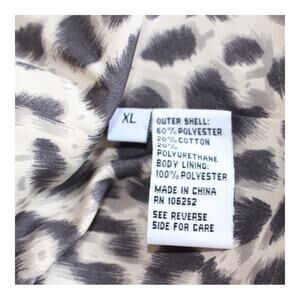 XL
OUTER SHELL:
60% POLYESTER
20% COTTON
20%
POLYURETHANE
BODY LINING:
100% POLYESTER
MADE IN CHINA
RN 106252
SEE REVERSE
SIDE FOR CARE